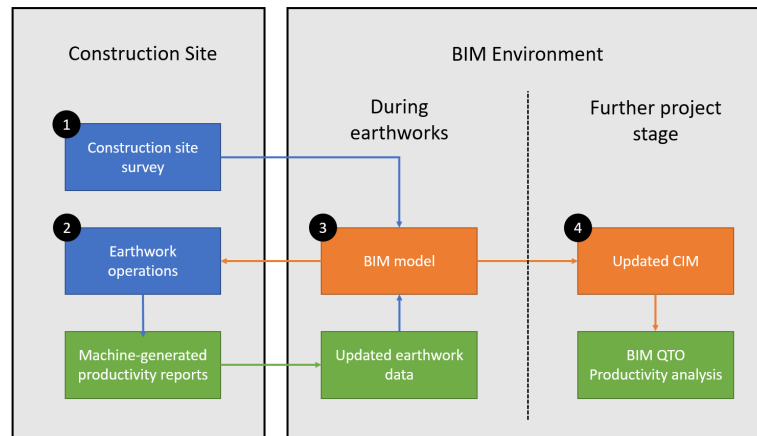 Construction Site
BIM Environment
During
earthworks
Further project
stage
1
Construction site
survey
2
Earthwork
operations
3
BIM model
4
Updated CIM
Machine-generated
productivity reports
Updated earthwork
data
BIM QTO
Productivity analysis